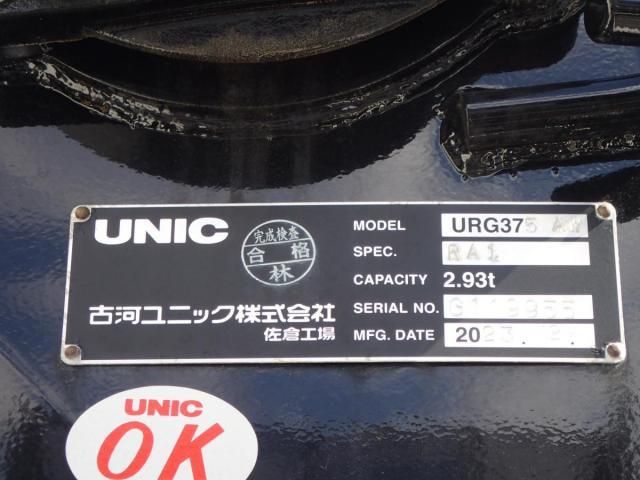 UNIC
完成検査
合格
林
古河ユニック株式会社
佐倉工場
MODEL URG375
SPEC. RA1
CAPACITY 2.93t
SERIAL NO.
MFG. DATE 2023.
UNIC
OK